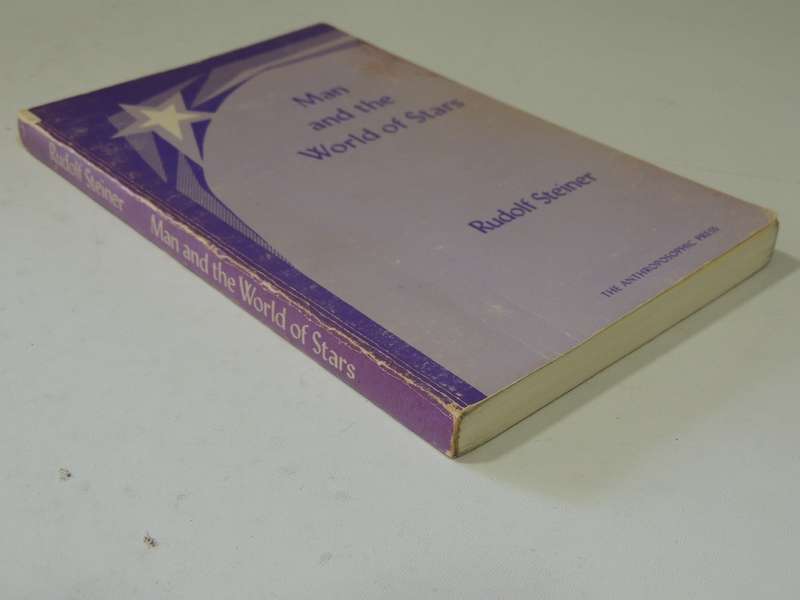 Man
and the
World of Stars
Rudolf Steiner
THE ANTHROPOSOPHIC PRESS
Rudolf Steiner Man and the World of Stars